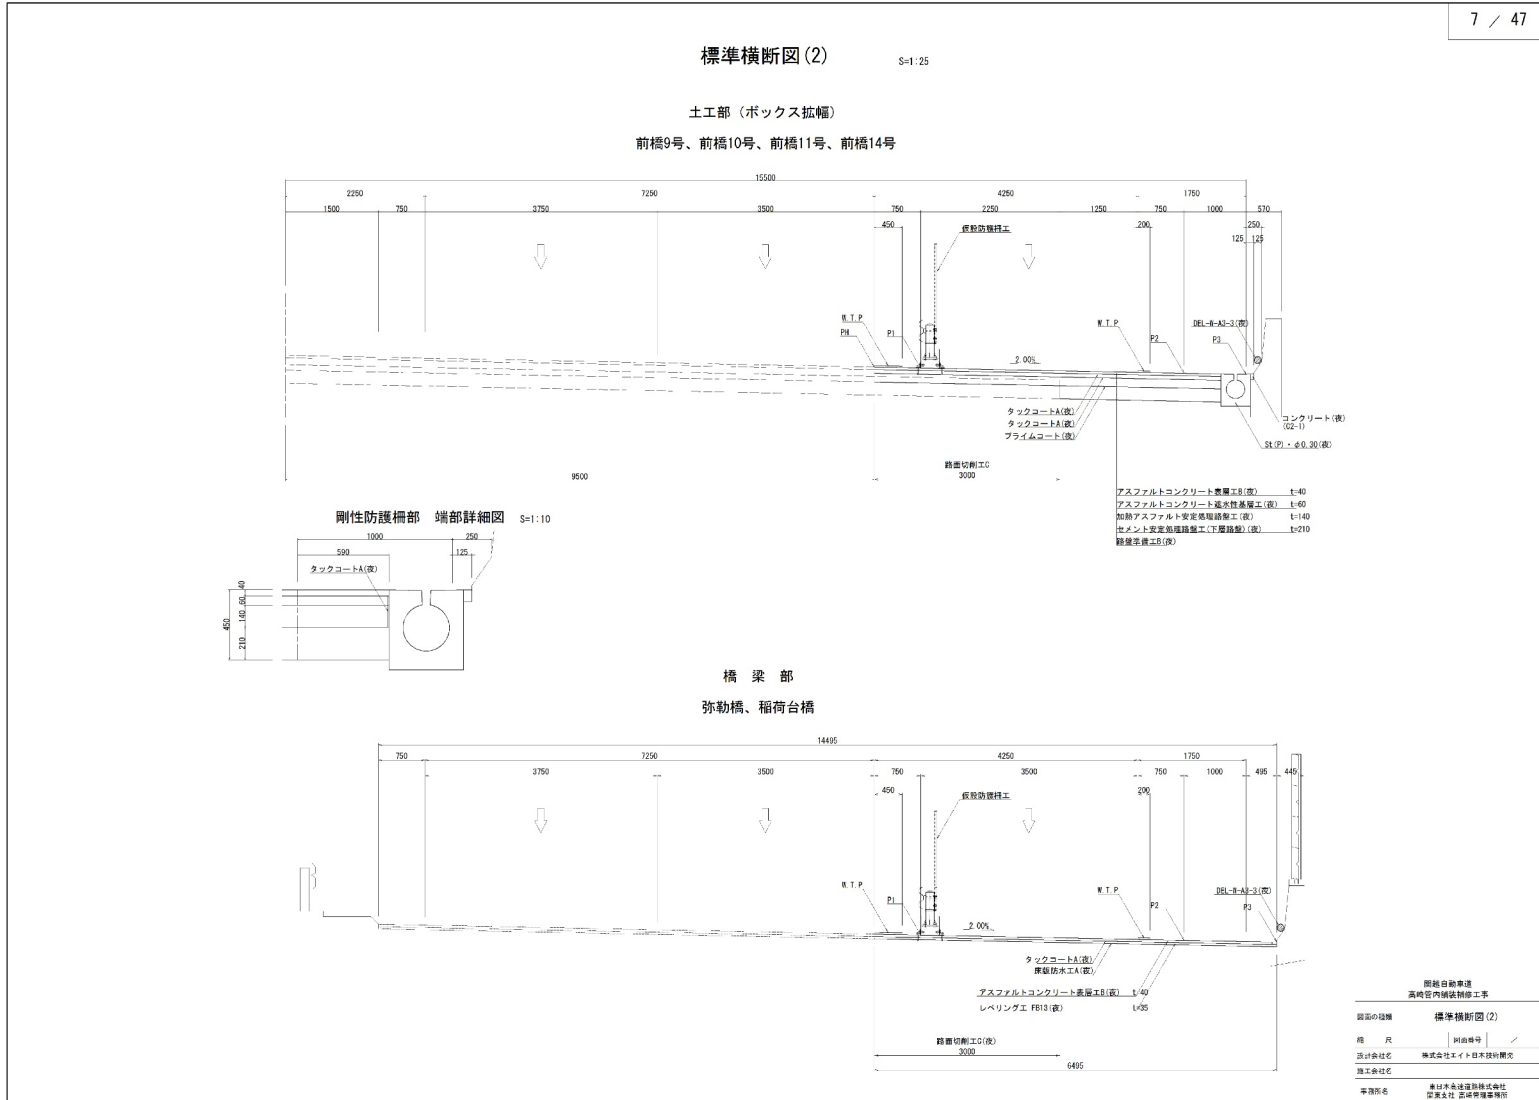 7 / 47
標準横断図(2)
S=1:25
土工部（ボックス拡幅）
前橋9号、前橋10号、前橋11号、前橋14号
15500
2250 7250 4250 1750
1500 750 3750 3500 750 2250 1250 750 1000 570
450 200 250
125 125
仮設防護柵工
W.T.P
PH
P1
W.T.P
P2
DEL-W-A3-3(夜)
P3
2.00%
タックコートA(夜)
タックコートA(夜)
プライムコート(夜)
コンクリート(夜)
(C2-1)
St(P)・φ0.30(夜)
路面切削工C
3000
9500
アスファルトコンクリート表層工B(夜) t=40
アスファルトコンクリート遮水性基層工(夜) t=60
加熱アスファルト安定処理路盤工(夜) t=140
セメント安定処理路盤工(下層路盤)(夜) t=210
路盤準備工B(夜)
剛性防護柵部 端部詳細図 S=1:10
1000 250
590 125
タックコートA(夜)
40
60
140
210
450
橋 梁 部
弥勒橋、稲荷台橋
14495
750 7250 4250 1750
3750 3500 750 3500 750 1000 495 445
450 200
仮設防護柵工
W.T.P
P1
W.T.P
P2
DEL-W-A3-3(夜)
P3
2.00%
タックコートA(夜)
床版防水工A(夜)
アスファルトコンクリート表層工B(夜) t=40
レベリング工 FB13(夜) t=35
路面切削工G(夜)
3000
6495
関越自動車道
高崎管内舗装補修工事
図面の種類 標準横断図(2)
縮 尺 図面番号 ／
設計会社名 株式会社エイト日本技術開発
施工会社名
事務所名 東日本高速道路株式会社
関東支社 高崎管理事務所